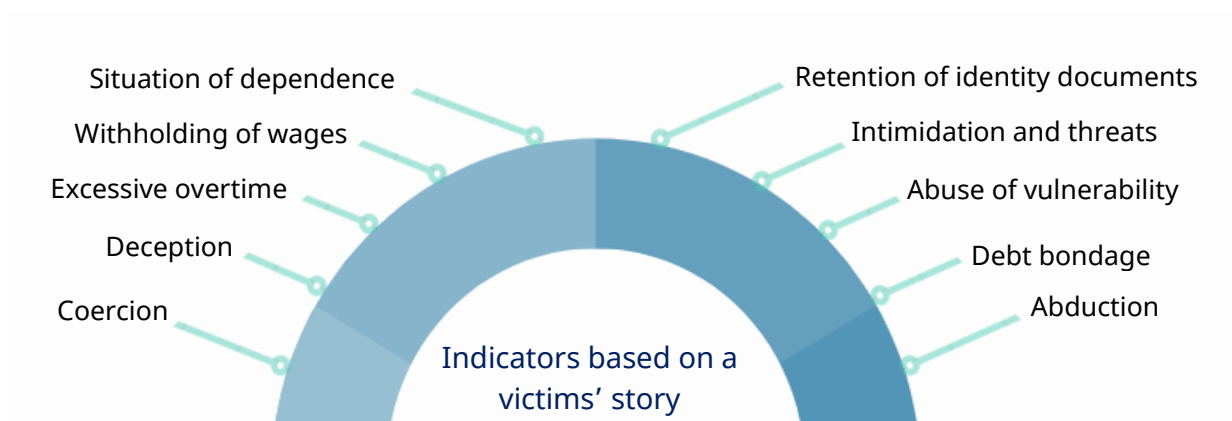 Situation of dependence
Withholding of wages
Excessive overtime
Deception
Coercion
Retention of identity documents
Intimidation and threats
Abuse of vulnerability
Debt bondage
Abduction
Indicators based on a
victims’ story